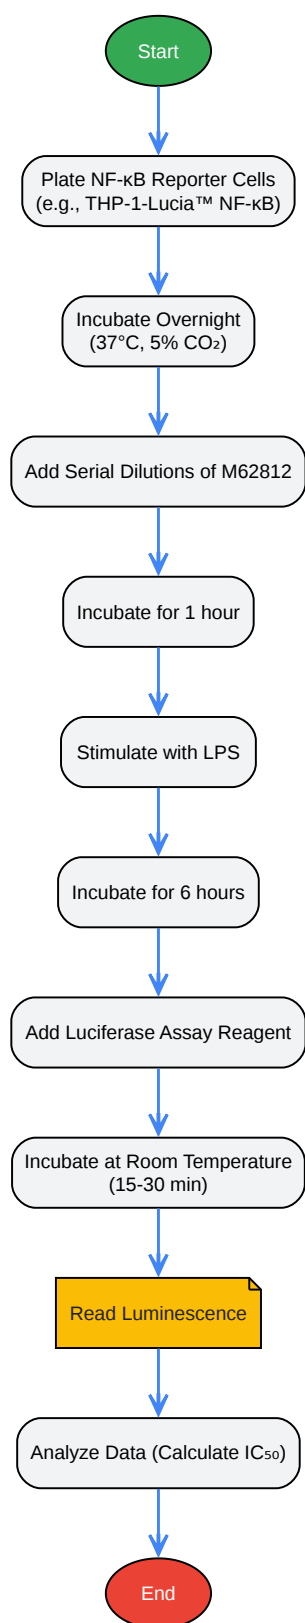 Start
Plate NF-κB Reporter Cells
(e.g., THP-1-Lucia™ NF-κB)
Incubate Overnight
(37°C, 5% CO₂)
Add Serial Dilutions of M62812
Incubate for 1 hour
Stimulate with LPS
Incubate for 6 hours
Add Luciferase Assay Reagent
Incubate at Room Temperature
(15-30 min)
Read Luminescence
Analyze Data (Calculate IC₅₀)
End